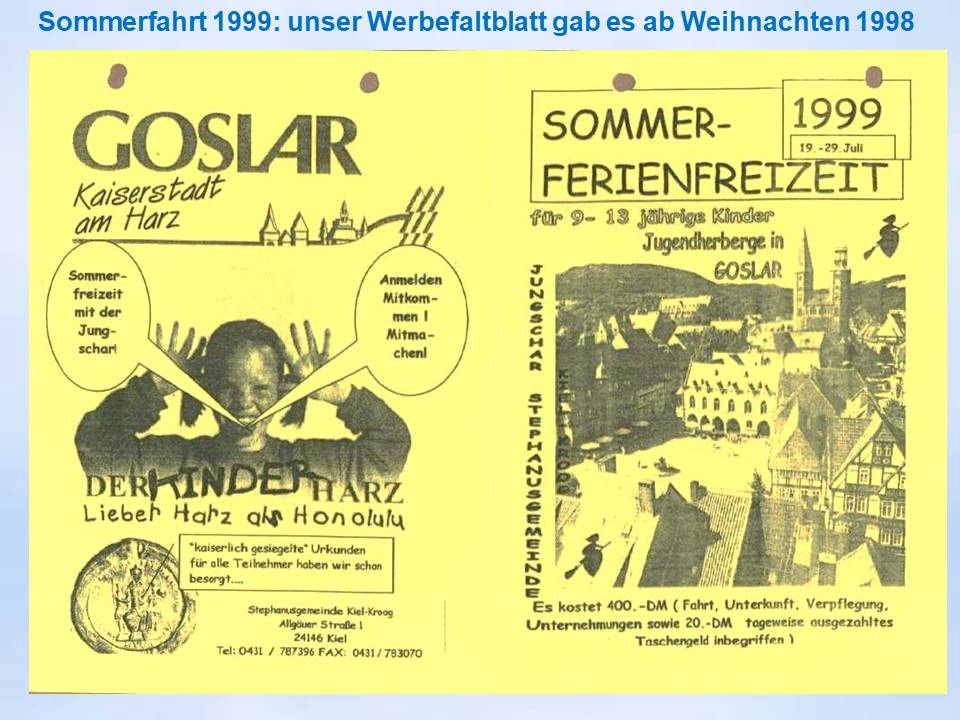 Sommerfahrt 1999: unser Werbefaltblatt gab es ab Weihnachten 1998
GOSLAR
Kaiserstadt
am Harz
Sommer-
freizeit
mit der
Jung-
schar!
Anmelden
Mitkom-
men !
Mitma-
chen!
DER KINDER HARZ
Lieber Harz als Honolulu
"kaiserlich gesiegelte" Urkunden
für alle Teilnehmer haben wir schon
besorgt....
Stephanusgemeinde Kiel-Kroog
Allgäuer Straße 1
24146 Kiel
Tel: 0431 / 787396 FAX: 0431/783070
1999
19.-29.Juli
SOMMER-
FERIENFREIZEIT
für 9- 13 jährige Kinder
Jugendherberge in
GOSLAR
JUNGSCHAR STEPHANUSGEMEINDE
Es kostet 400.-DM ( Fahrt, Unterkunft, Verpflegung,
Unternehmungen sowie 20.-DM tageweise ausgezahltes
Taschengeld inbegriffen )